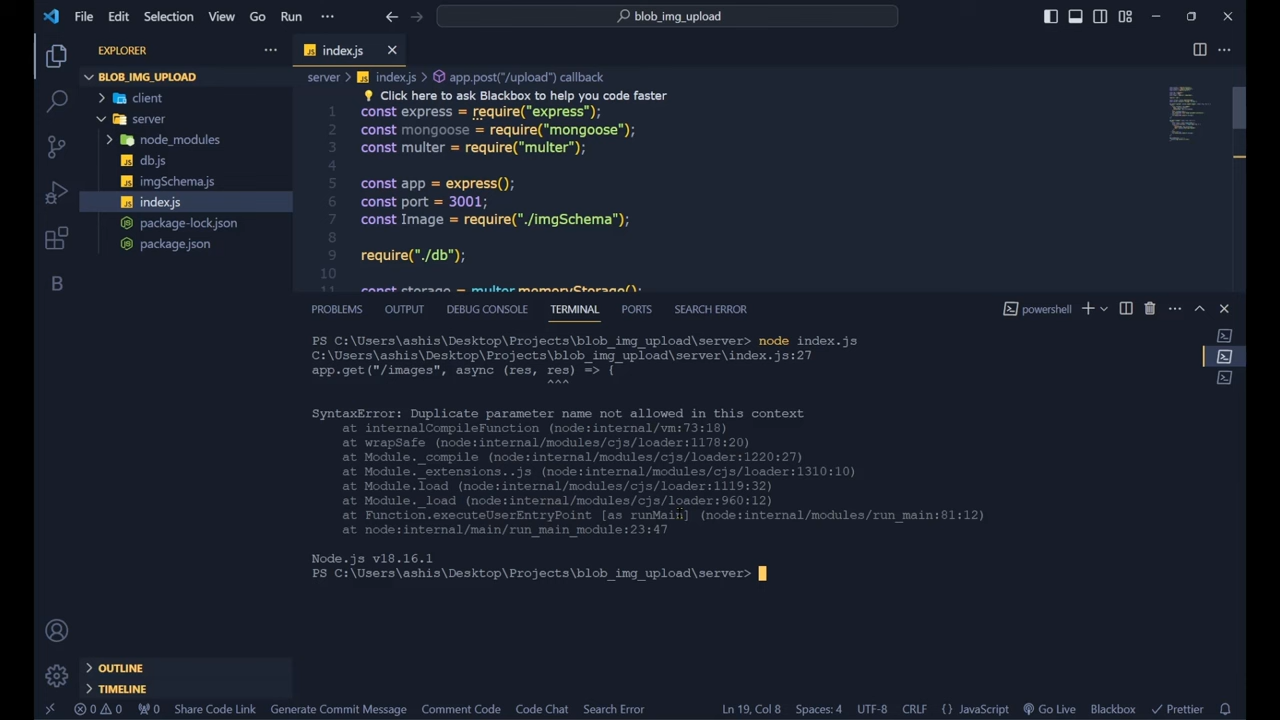 File Edit Selection View Go Run ··· blob_img_upload
EXPLORER ···
index.js
BLOB_IMG_UPLOAD
client
server
node_modules
db.js
imgSchema.js
index.js
package-lock.json
package.json
OUTLINE
TIMELINE
server > index.js > app.post("/upload") callback
Click here to ask Blackbox to help you code faster
1 const express = require("express");
2 const mongoose = require("mongoose");
3 const multer = require("multer");
4
5 const app = express();
6 const port = 3001;
7 const Image = require("./imgSchema");
8
9 require("./db");
10
11 const storage = multer.memoryStorage();
PROBLEMS OUTPUT DEBUG CONSOLE TERMINAL PORTS SEARCH ERROR powershell
PS C:\Users\ashis\Desktop\Projects\blob_img_upload\server> node index.js
C:\Users\ashis\Desktop\Projects\blob_img_upload\server\index.js:27
app.get("/images", async (res, res) => {
^^^
SyntaxError: Duplicate parameter name not allowed in this context
at internalCompileFunction (node:internal/vm:73:18)
at wrapSafe (node:internal/modules/cjs/loader:1178:20)
at Module._compile (node:internal/modules/cjs/loader:1220:27)
at Module._extensions..js (node:internal/modules/cjs/loader:1310:10)
at Module.load (node:internal/modules/cjs/loader:1119:32)
at Module._load (node:internal/modules/cjs/loader:960:12)
at Function.executeUserEntryPoint [as runMain] (node:internal/modules/run_main:81:12)
at node:internal/main/run_main_module:23:47
Node.js v18.16.1
PS C:\Users\ashis\Desktop\Projects\blob_img_upload\server>
0 0 0 Share Code Link Generate Commit Message Comment Code Code Chat Search Error Ln 19, Col 8 Spaces: 4 UTF-8 CRLF {} JavaScript Go Live Blackbox Prettier